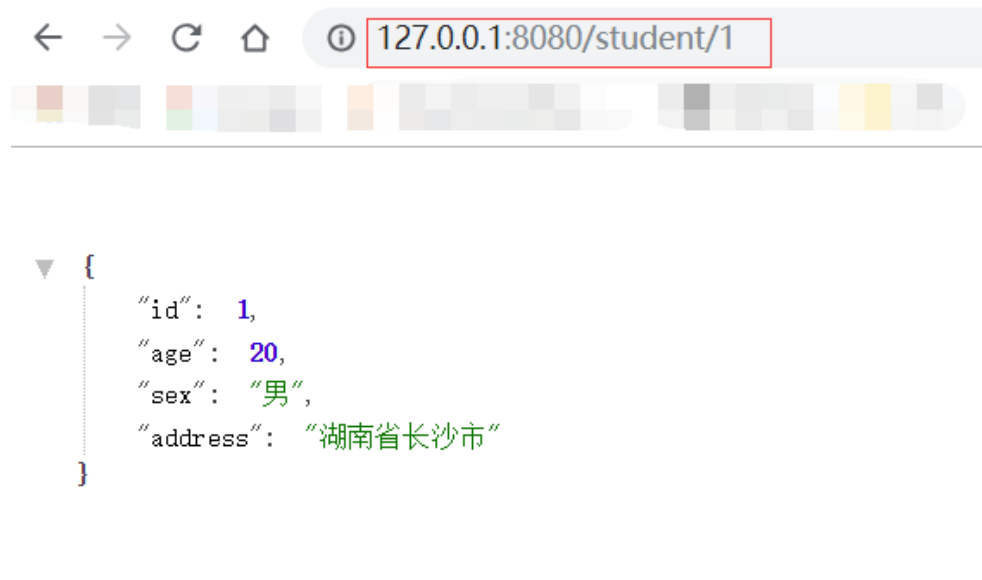 127.0.0.1:8080/student/1
{
"id": 1,
"age": 20,
"sex": "男",
"address": "湖南省长沙市"
}